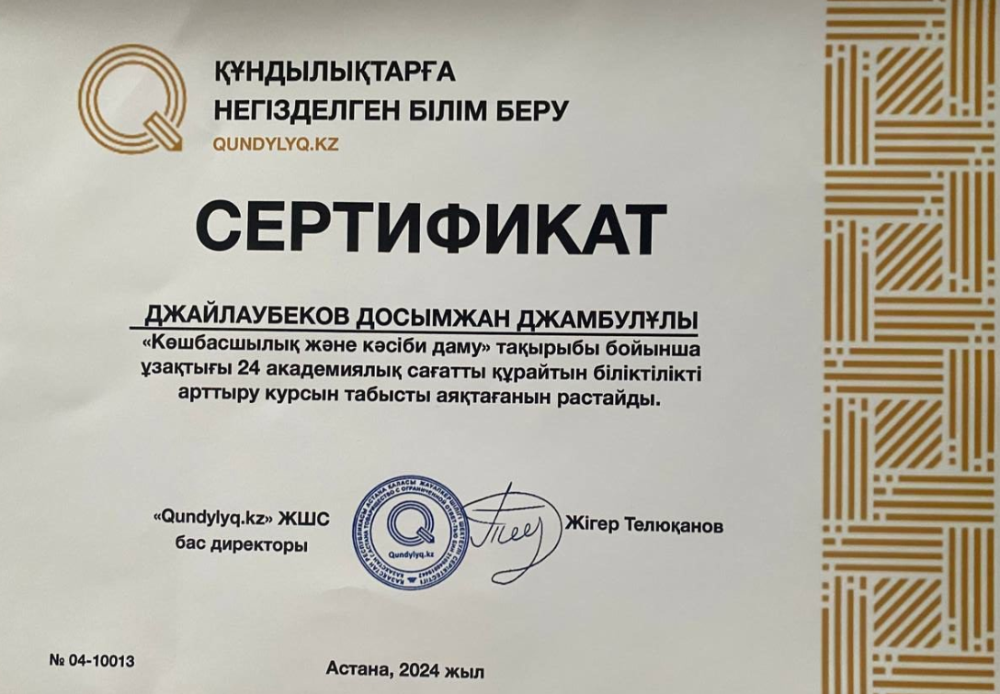 ҚҰНДЫЛЫҚТАРҒА
НЕГІЗДЕЛГЕН БІЛІМ БЕРУ
QUNDYLYQ.KZ
СЕРТИФИКАТ
ДЖАЙЛАУБЕКОВ ДОСЫМЖАН ДЖАМБУЛҰЛЫ
«Көшбасшылық және кәсіби даму» тақырыбы бойынша
ұзақтығы 24 академиялық сағатты құрайтын біліктілікті
арттыру курсын табысты аяқтағанын растайды.
«Qundylyq.kz» ЖШС
бас директоры
Qundylyq.kz
Жігер Телюқанов
№ 04-10013
Астана, 2024 жыл